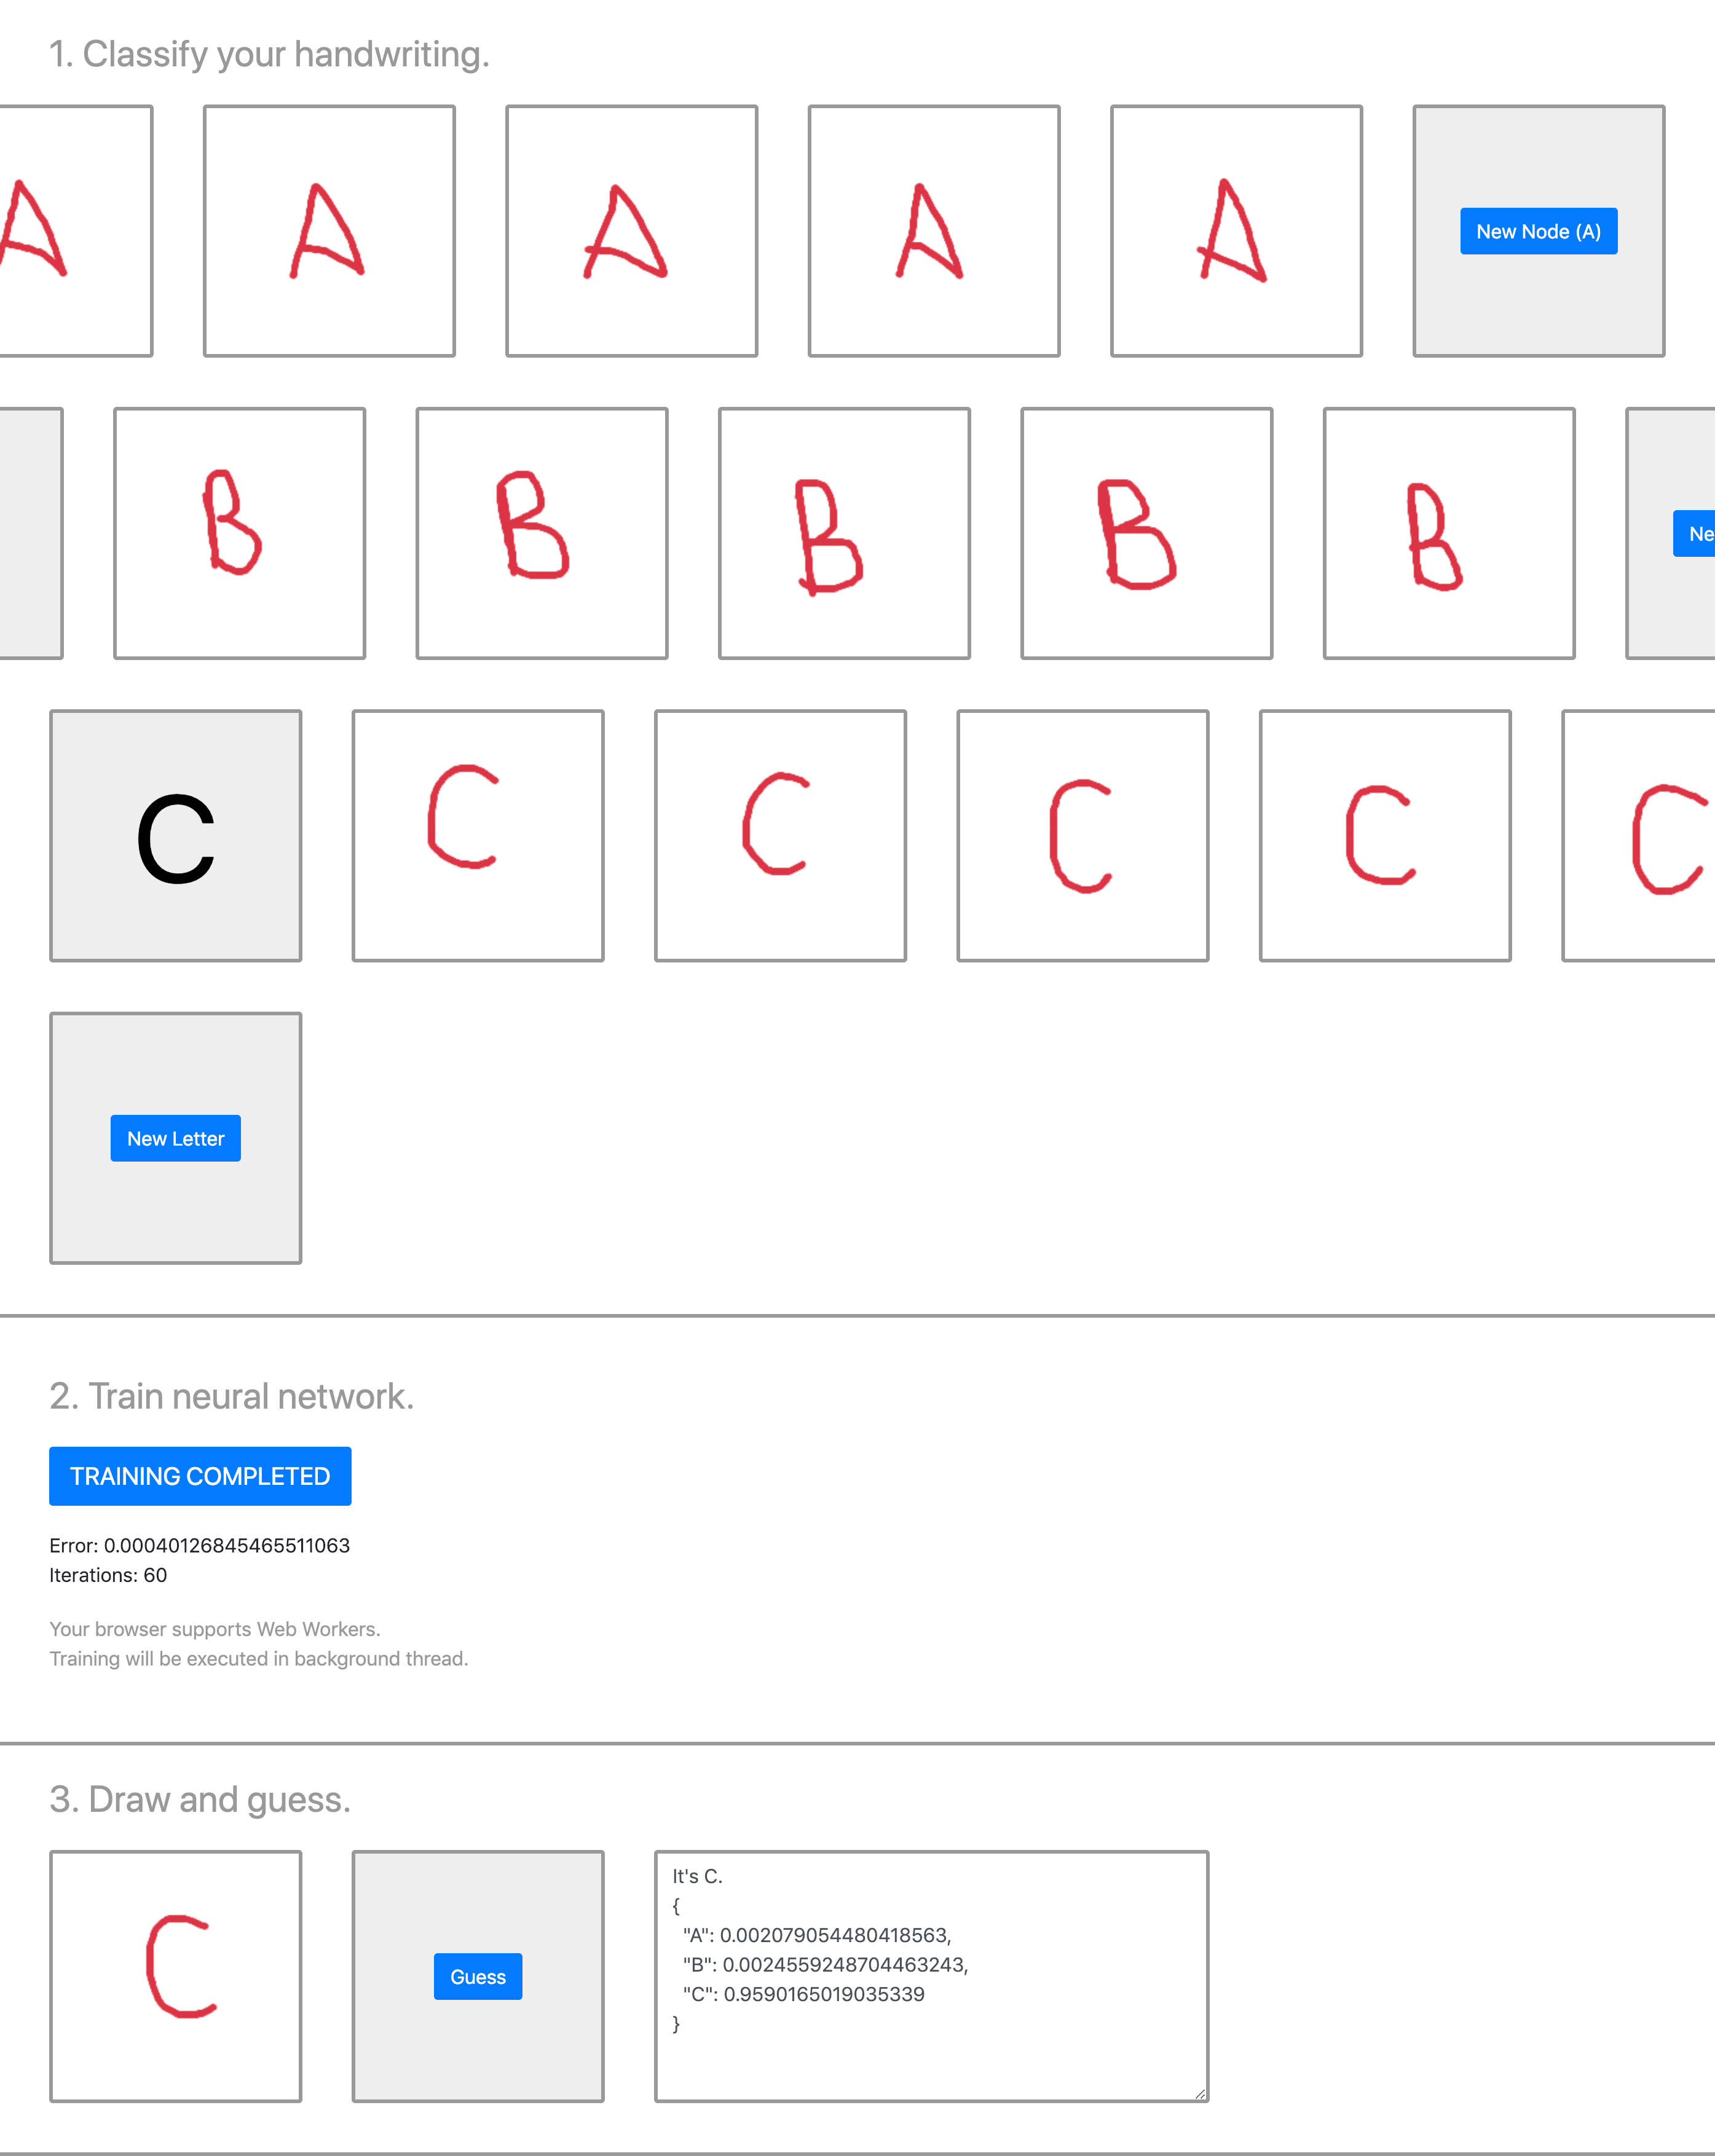 1. Classify your handwriting.
A A A A A New Node (A)
B B B B B Ne
C C C C C C
New Letter
2. Train neural network.
TRAINING COMPLETED
Error: 0.00040126845465511063
Iterations: 60
Your browser supports Web Workers.
Training will be executed in background thread.
3. Draw and guess.
C
Guess
It's C.
{
"A": 0.002079054480418563,
"B": 0.0024559248704463243,
"C": 0.9590165019035339
}